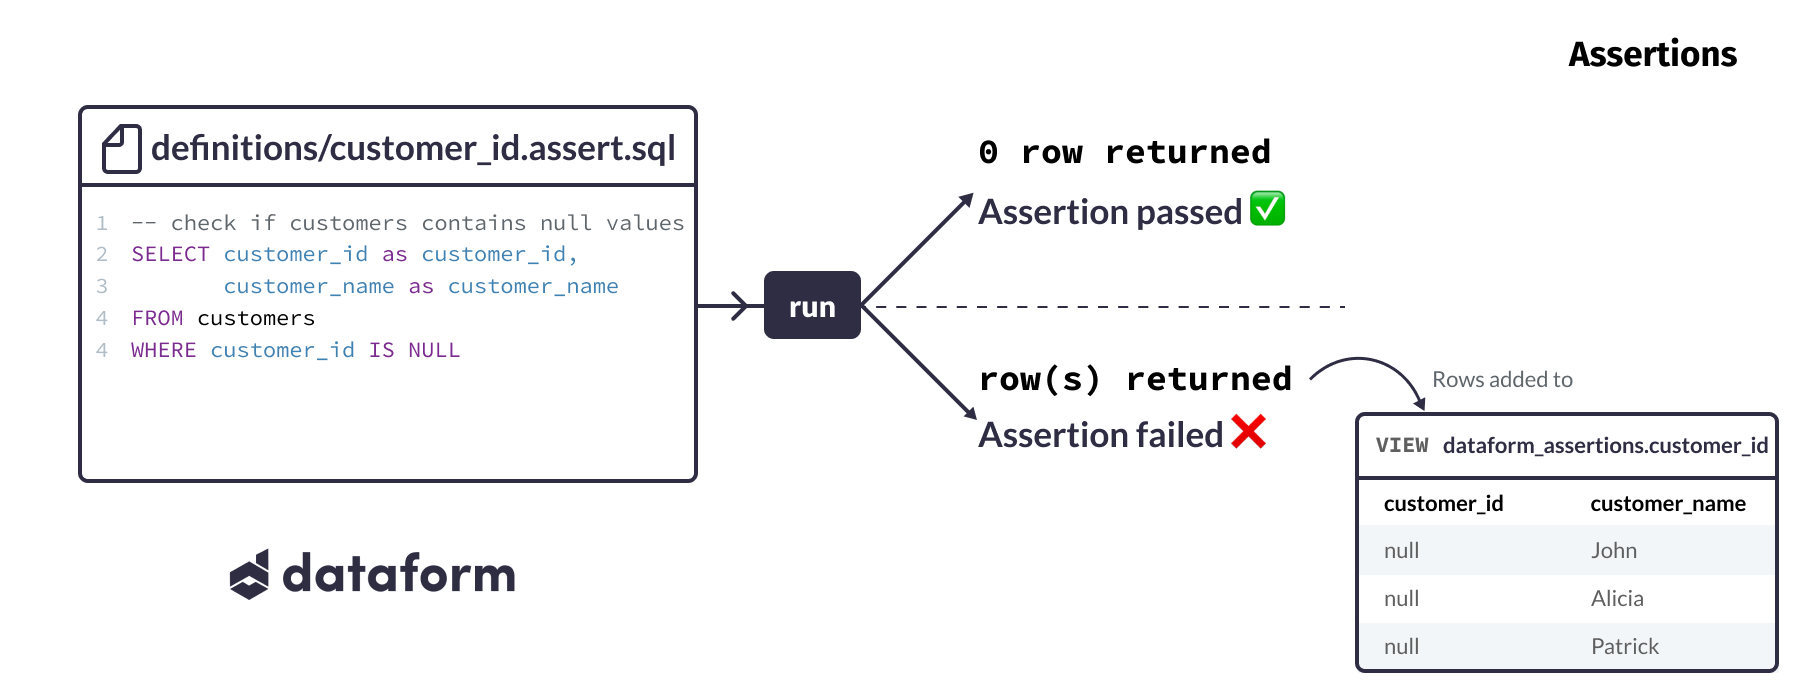 Assertions
definitions/customer_id.assert.sql
1 -- check if customers contains null values
2 SELECT customer_id as customer_id,
3 customer_name as customer_name
4 FROM customers
4 WHERE customer_id IS NULL
run
0 row returned
Assertion passed ✅
row(s) returned
Assertion failed ❌
Rows added to
VIEW dataform_assertions.customer_id
customer_id customer_name
null John
null Alicia
null Patrick
dataform